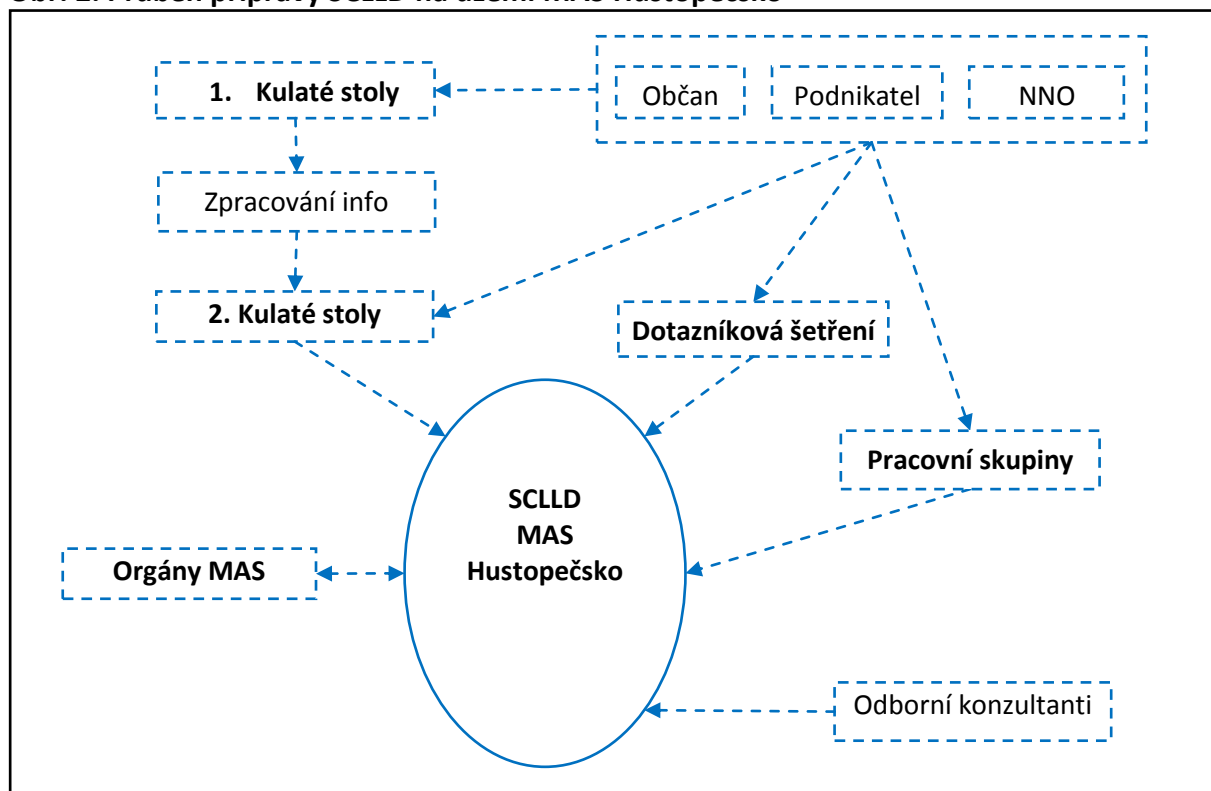 1. Kulaté stoly
Občan
Podnikatel
NNO
Zpracování info
2. Kulaté stoly
Dotazníková šetření
Pracovní skupiny
SCLLD
MAS
Hustopečsko
Orgány MAS
Odborní konzultanti